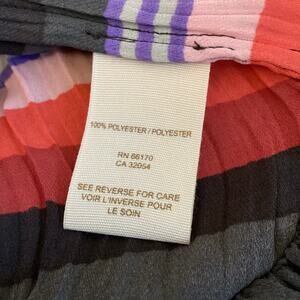 100% POLYESTER / POLYESTER
RN 66170
CA 32054
SEE REVERSE FOR CARE
VOIR L'INVERSE POUR
LE SOIN